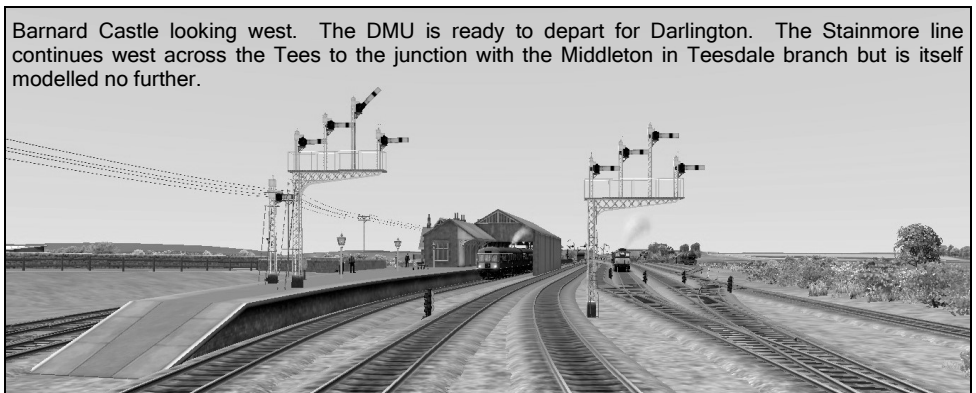 Barnard Castle looking west. The DMU is ready to depart for Darlington. The Stainmore line
continues west across the Tees to the junction with the Middleton in Teesdale branch but is itself
modelled no further.